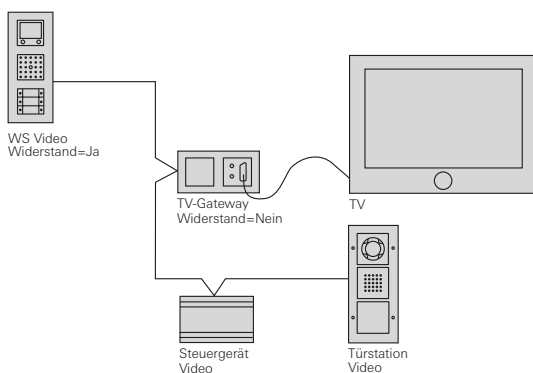 WS Video
Widerstand=Ja
TV-Gateway
Widerstand=Nein
TV
Steuergerät
Video
Türstation
Video